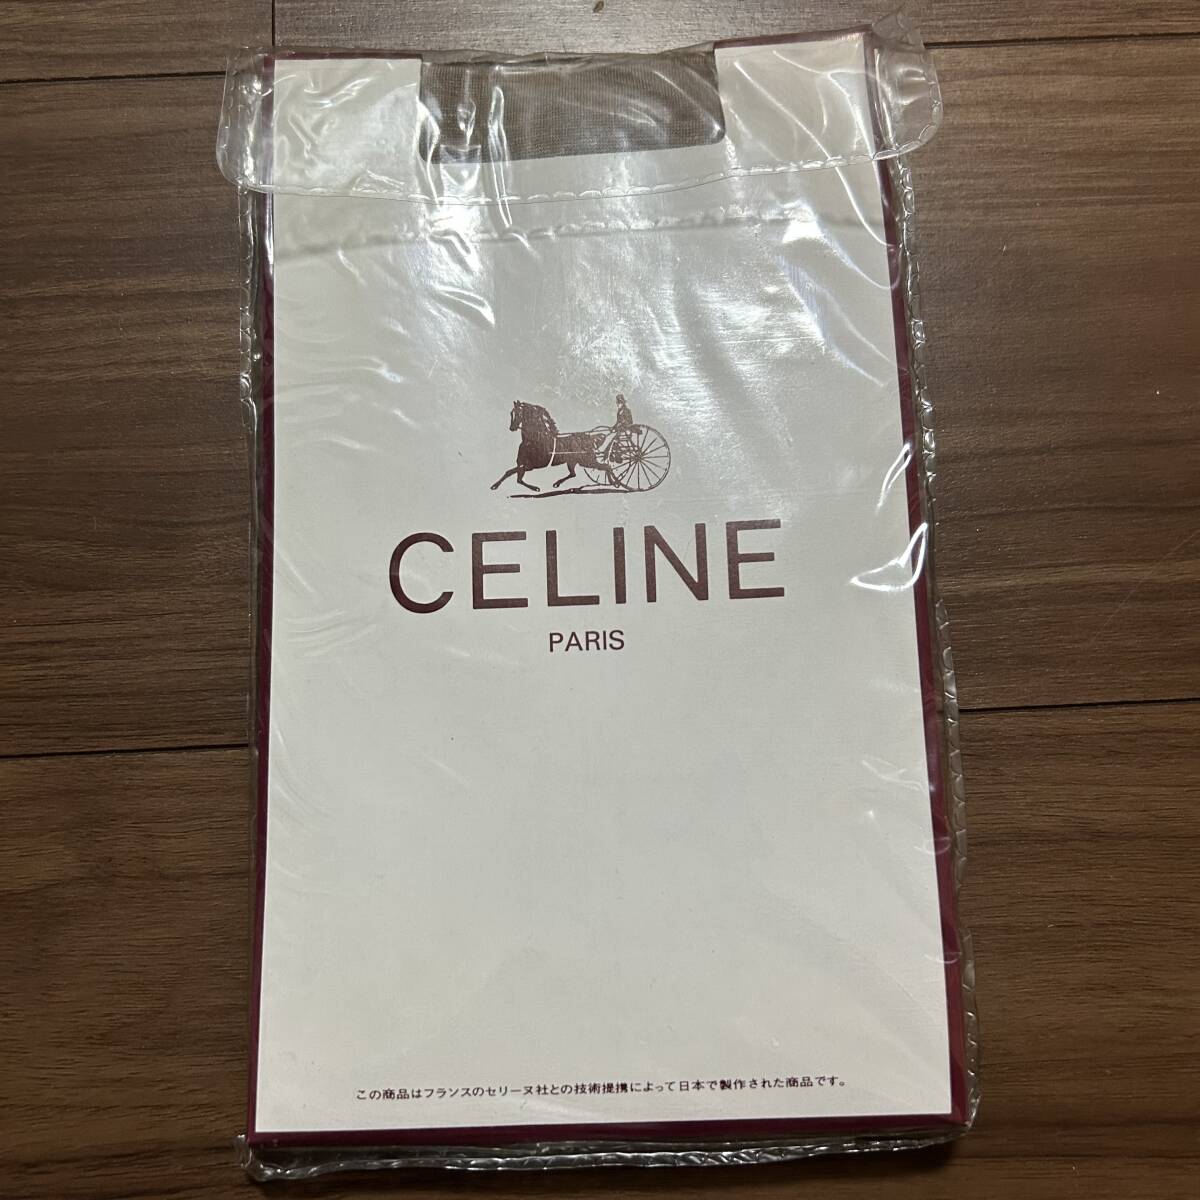 CELINE
PARIS
この商品はフランスのセリーヌ社との技術提携によって日本で製作された商品です。